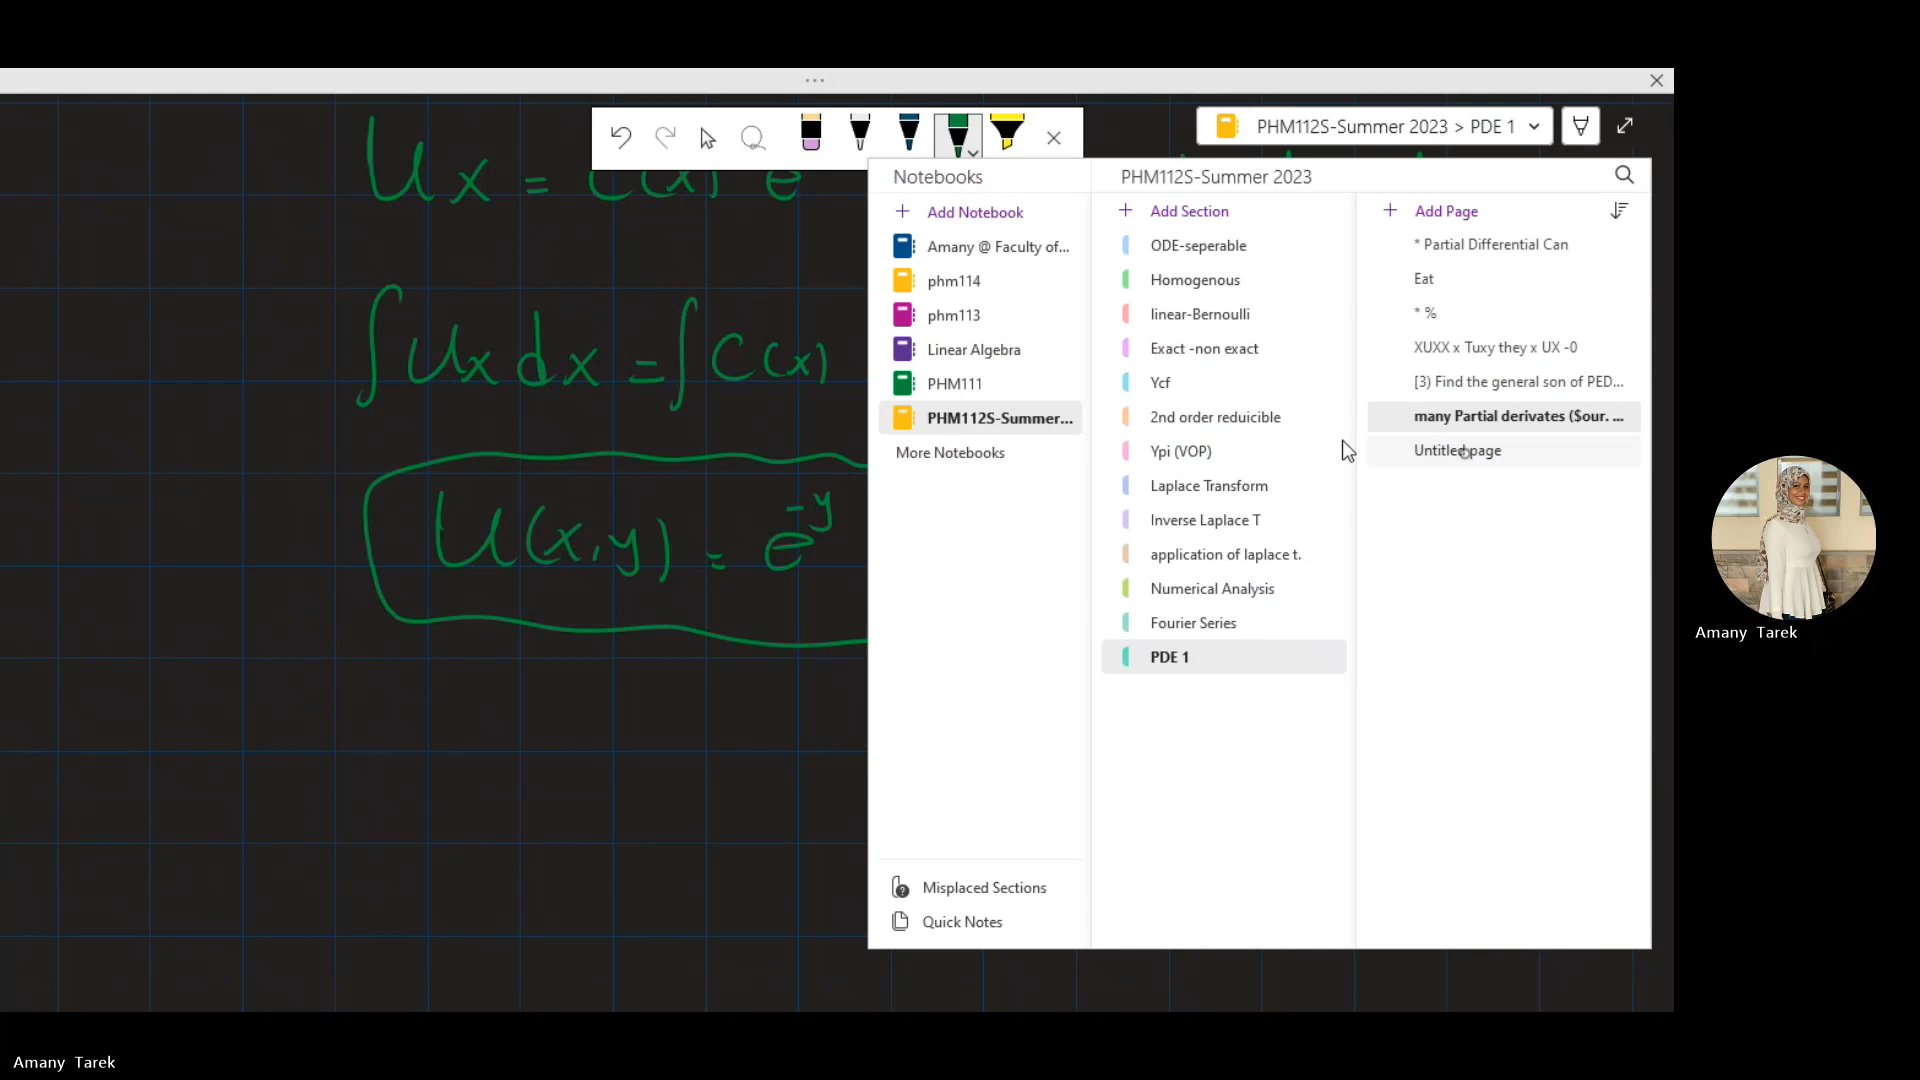 PHM112S-Summer 2023 > PDE 1
Ux = C(x) e
∫ Ux dx = ∫ C(x)
U(x,y) = e^-y
Notebooks
Add Notebook
Amany @ Faculty of...
phm114
phm113
Linear Algebra
PHM111
PHM112S-Summer...
More Notebooks
Misplaced Sections
Quick Notes
PHM112S-Summer 2023
Add Section
ODE-seperable
Homogenous
linear-Bernoulli
Exact -non exact
Ycf
2nd order reduicible
Ypi (VOP)
Laplace Transform
Inverse Laplace T
application of laplace t.
Numerical Analysis
Fourier Series
PDE 1
Add Page
* Partial Differential Can
Eat
* %
XUXX x Tuxy they x UX -0
[3) Find the general son of PED...
many Partial derivates ($our. ...
Untitled page
Amany Tarek
Amany Tarek